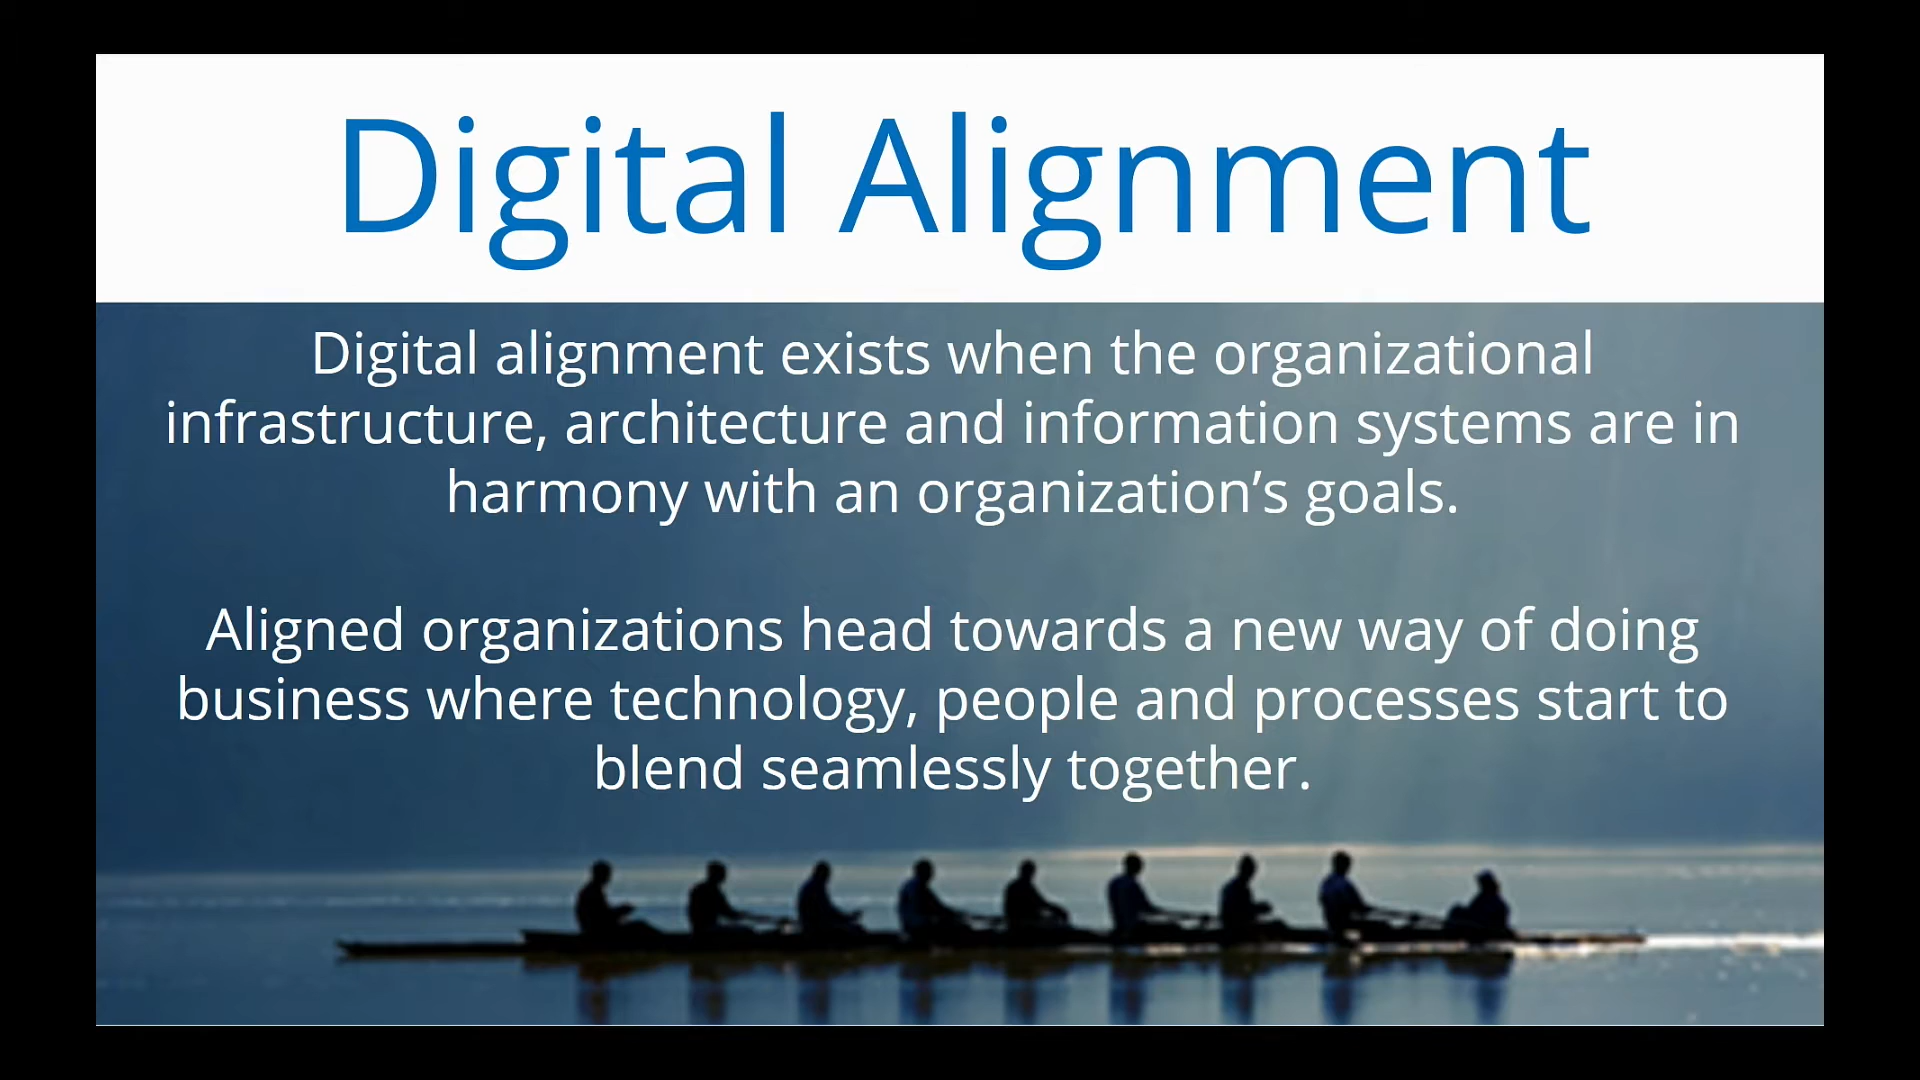 Digital Alignment
Digital alignment exists when the organizational
infrastructure, architecture and information systems are in
harmony with an organization’s goals.
Aligned organizations head towards a new way of doing
business where technology, people and processes start to
blend seamlessly together.